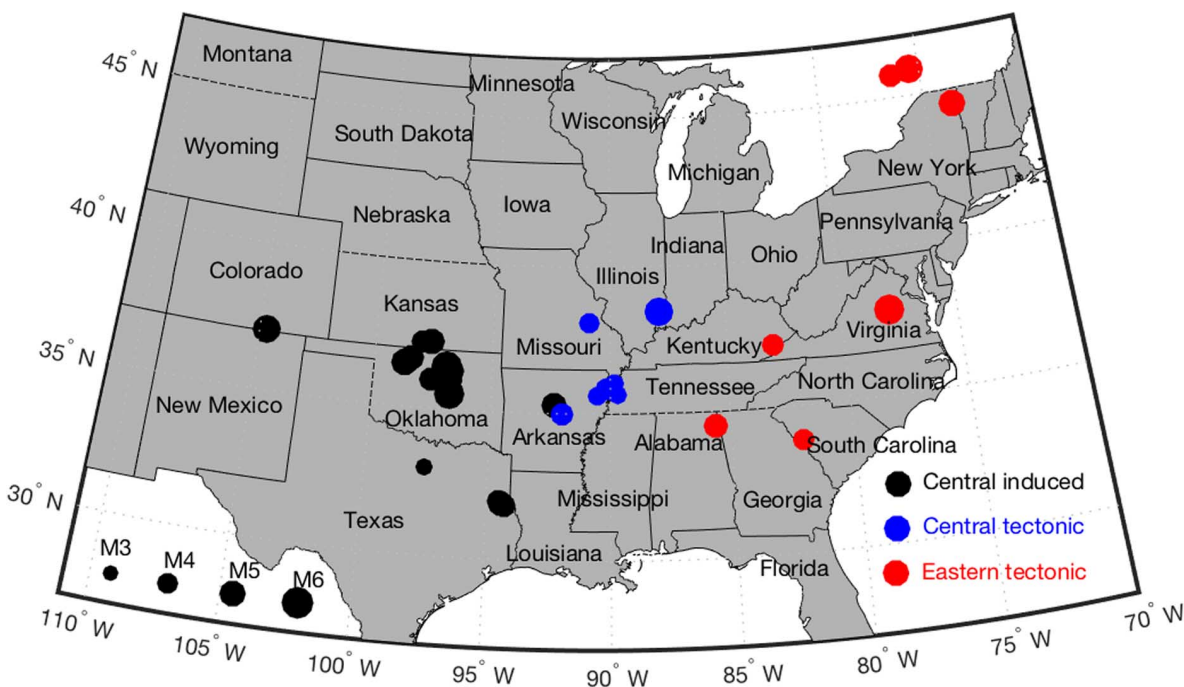 45° N
Montana
Minnesota
Wisconsin
South Dakota
Wyoming
Michigan
New York
40° N
Nebraska
Iowa
Pennsylvania
Indiana
Ohio
Colorado
Illinois
Kansas
Virginia
35° N
Missouri
Kentucky
New Mexico
Tennessee
North Carolina
Oklahoma
Arkansas
Alabama
South Carolina
Central induced
30° N
Mississippi
Georgia
Texas
Central tectonic
M3
M4
M5
M6
Louisiana
Florida
Eastern tectonic
110° W
105° W
100° W
95° W
90° W
85° W
80° W
75° W
70° W